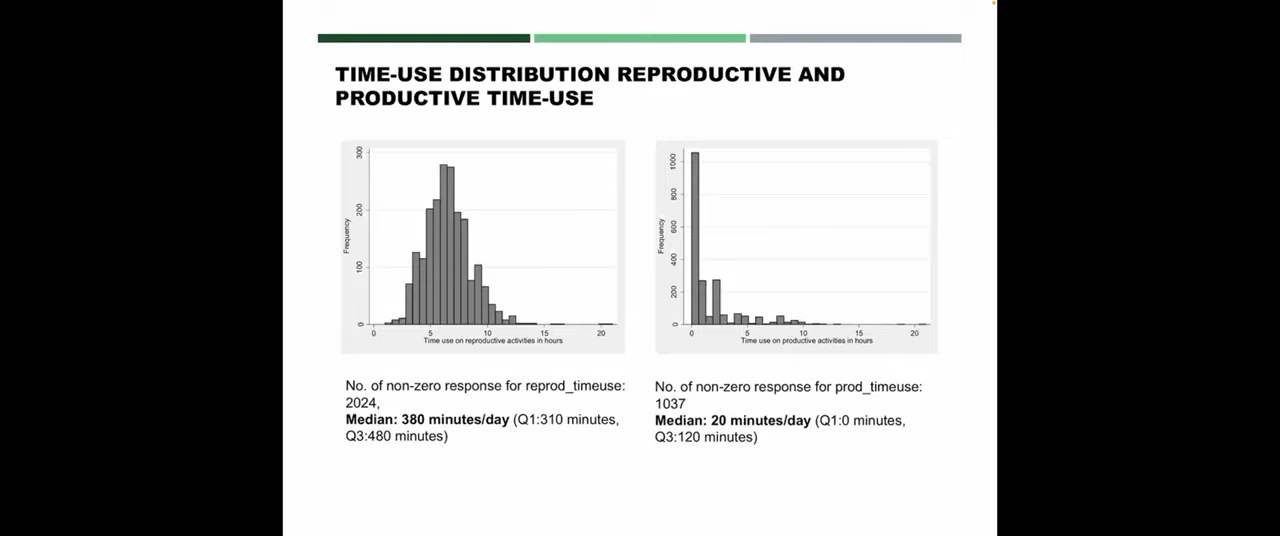 TIME-USE DISTRIBUTION REPRODUCTIVE AND
PRODUCTIVE TIME-USE
300
200
100
0
Frequency
0 5 10 15 20
Time use on reproductive activities in hours
1000
800
600
400
200
0
Frequency
0 5 10 15 20
Time use on productive activities in hours
No. of non-zero response for reprod_timeuse:
2024,
Median: 380 minutes/day (Q1:310 minutes,
Q3:480 minutes)
No. of non-zero response for prod_timeuse:
1037
Median: 20 minutes/day (Q1:0 minutes,
Q3:120 minutes)